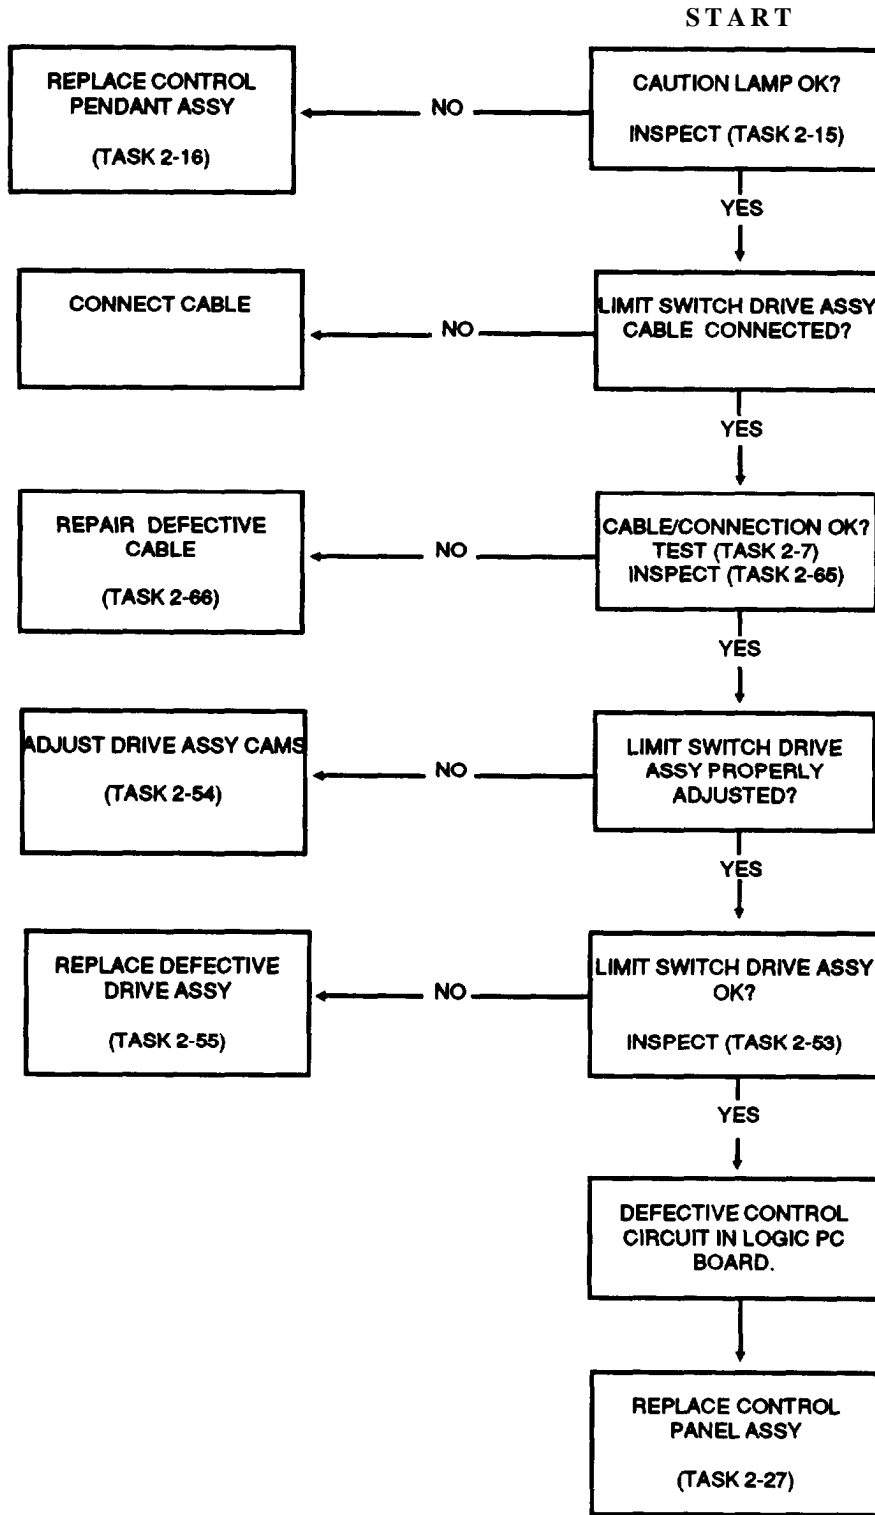 START
CAUTION LAMP OK?
INSPECT (TASK 2-15)
NO
REPLACE CONTROL
PENDANT ASSY
(TASK 2-16)
YES
LIMIT SWITCH DRIVE ASSY
CABLE CONNECTED?
NO
CONNECT CABLE
YES
CABLE/CONNECTION OK?
TEST (TASK 2-7)
INSPECT (TASK 2-65)
NO
REPAIR DEFECTIVE
CABLE
(TASK 2-66)
YES
LIMIT SWITCH DRIVE
ASSY PROPERLY
ADJUSTED?
NO
ADJUST DRIVE ASSY CAMS
(TASK 2-54)
YES
LIMIT SWITCH DRIVE ASSY
OK?
INSPECT (TASK 2-53)
NO
REPLACE DEFECTIVE
DRIVE ASSY
(TASK 2-55)
YES
DEFECTIVE CONTROL
CIRCUIT IN LOGIC PC
BOARD.
REPLACE CONTROL
PANEL ASSY
(TASK 2-27)